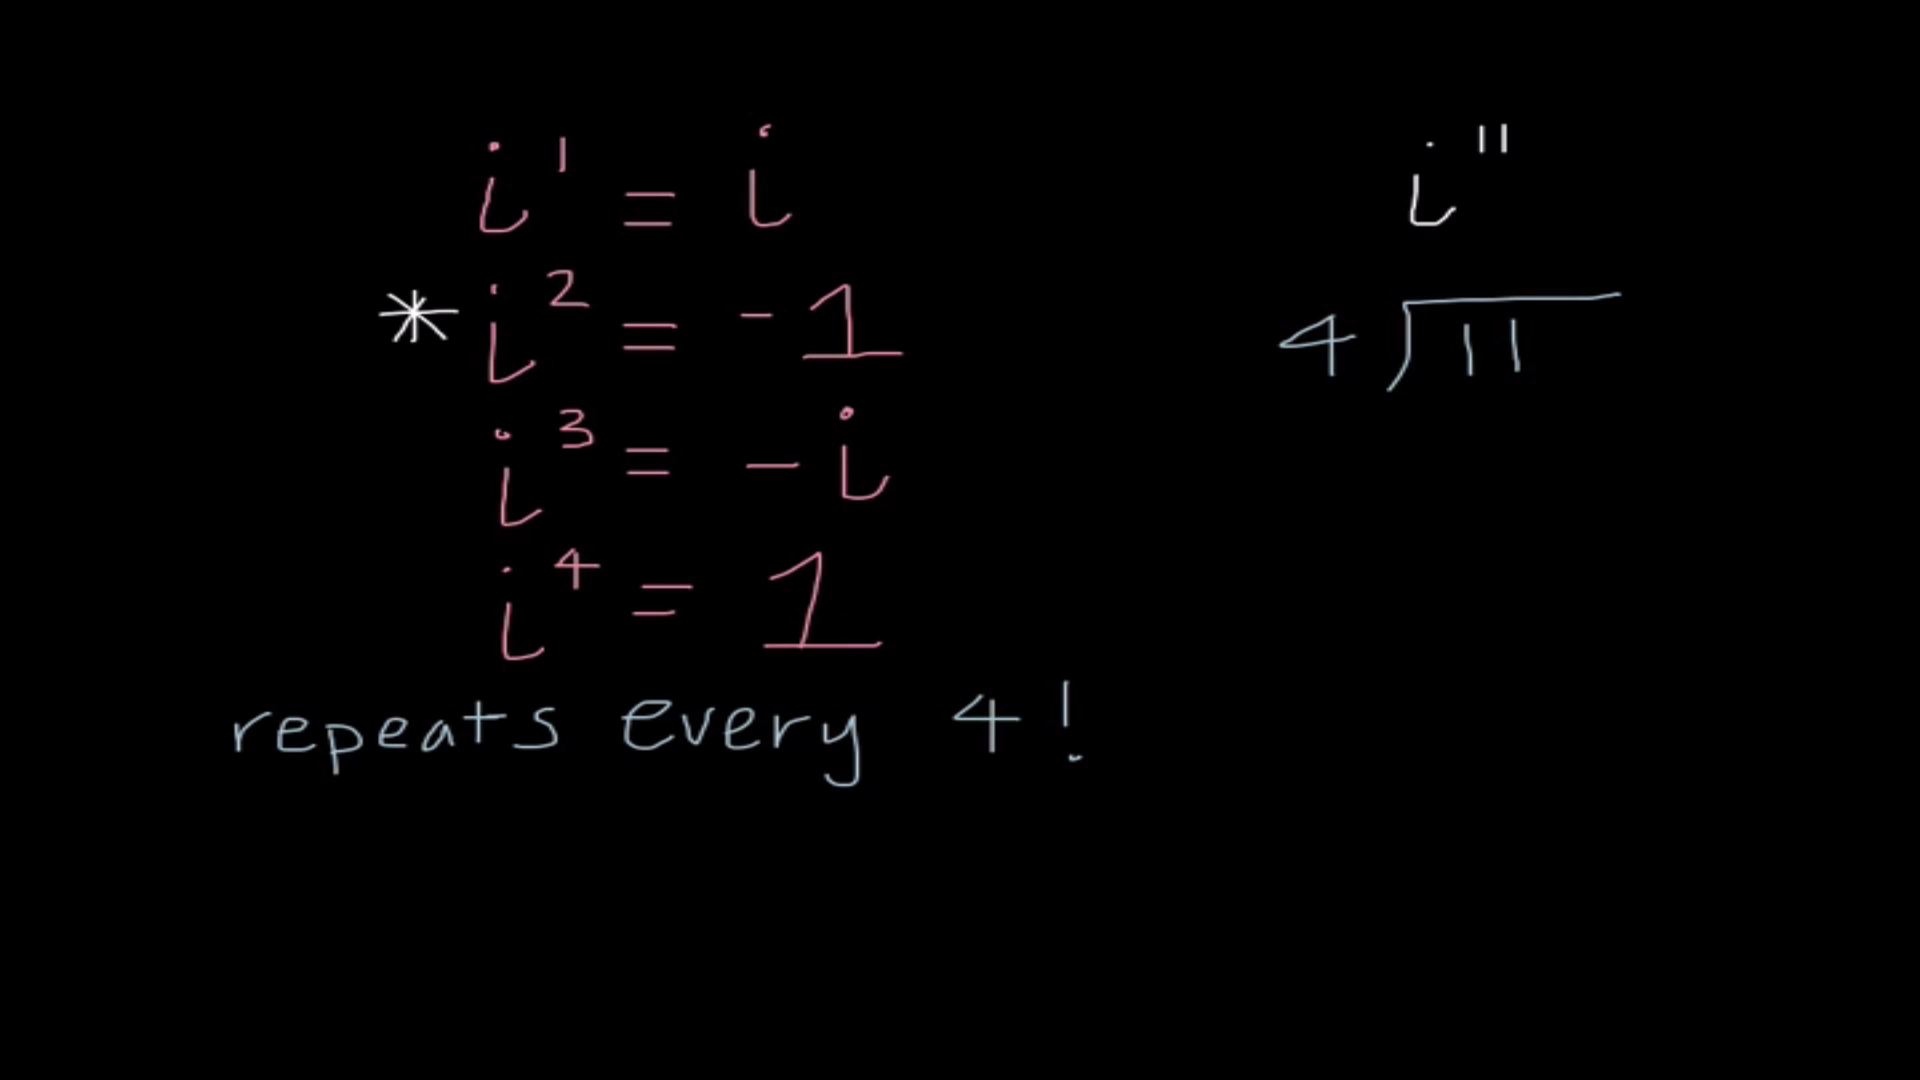 i¹ = i
* i² = -1
i³ = -i
i⁴ = 1
repeats every 4!
i¹¹
4)11